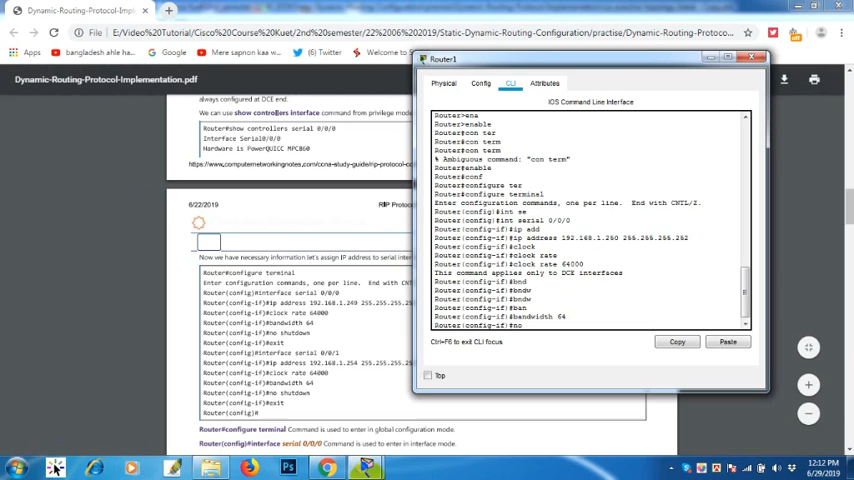 Dynamic-Routing-Protocol-Imple
File
E:/Video Tutorial/Cisco Course Kuet/2nd semester/22 % 006 %2019/Static-Dynamic-Routing-Configuration/practise/Dynamic-Routing-Protoco...
Apps
bangladesh ahle ha...
Google
Mere sapnon kaa w...
(1) Twitter
Welcome to S
Dynamic-Routing-Protocol-Implementation.pdf
always configured at DCE end.
We can use show controllers interface command from privilege mode
Router#show controllers serial 0/0/0
Interface Serial0/0/0
Hardware is PowerQUICC MPC860
https://www.computernetworkingnotes.com/ccna-study-guide/rip-protocol-c
6/22/2019
RIP Protoc
Now we have necessary information let's assign IP address to serial inter
Router#configure terminal
Enter configuration commands, one per line. End with CNTL/Z.
Router(config)#interface serial 0/0/0
Router(config-if)#ip address 192.168.1.249 255.255.255.25
Router(config-if)#clock rate 64000
Router(config-if)#bandwidth 64
Router(config-if)#no shutdown
Router(config-if)#exit
Router(config)#interface serial 0/0/1
Router(config-if)#ip address 192.168.1.254 255.255.255.25
Router(config-if)#clock rate 64000
Router(config-if)#bandwidth 64
Router(config-if)#no shutdown
Router(config-if)#exit
Router(config)#
Router#configure terminal Command is used to enter in global configuration mode.
Router(config)#interface serial 0/0/0 Command is used to enter in interface mode.
Router1
Physical
Config
CLI
Attributes
IOS Command Line Interface
Router>ena
Router>enable
Router#con ter
Router#con term
Router#con term
% Ambiguous command: "con term"
Router#enable
Router#conf
Router#configure ter
Router#configure terminal
Enter configuration commands, one per line. End with CNTL/Z.
Router(config)#int se
Router(config)#int serial 0/0/0
Router(config-if)#ip add
Router(config-if)#ip address 192.168.1.250 255.255.255.252
Router(config-if)#clock
Router(config-if)#clock rate
Router(config-if)#clock rate 64000
This command applies only to DCE interfaces
Router(config-if)#bnd
Router(config-if)#bndw
Router(config-if)#bndw
Router(config-if)#ban
Router(config-if)#bandwidth 64
Router(config-if)#no
Ctrl+F6 to exit CLI focus
Copy
Paste
Top
12:12 PM
6/29/2019